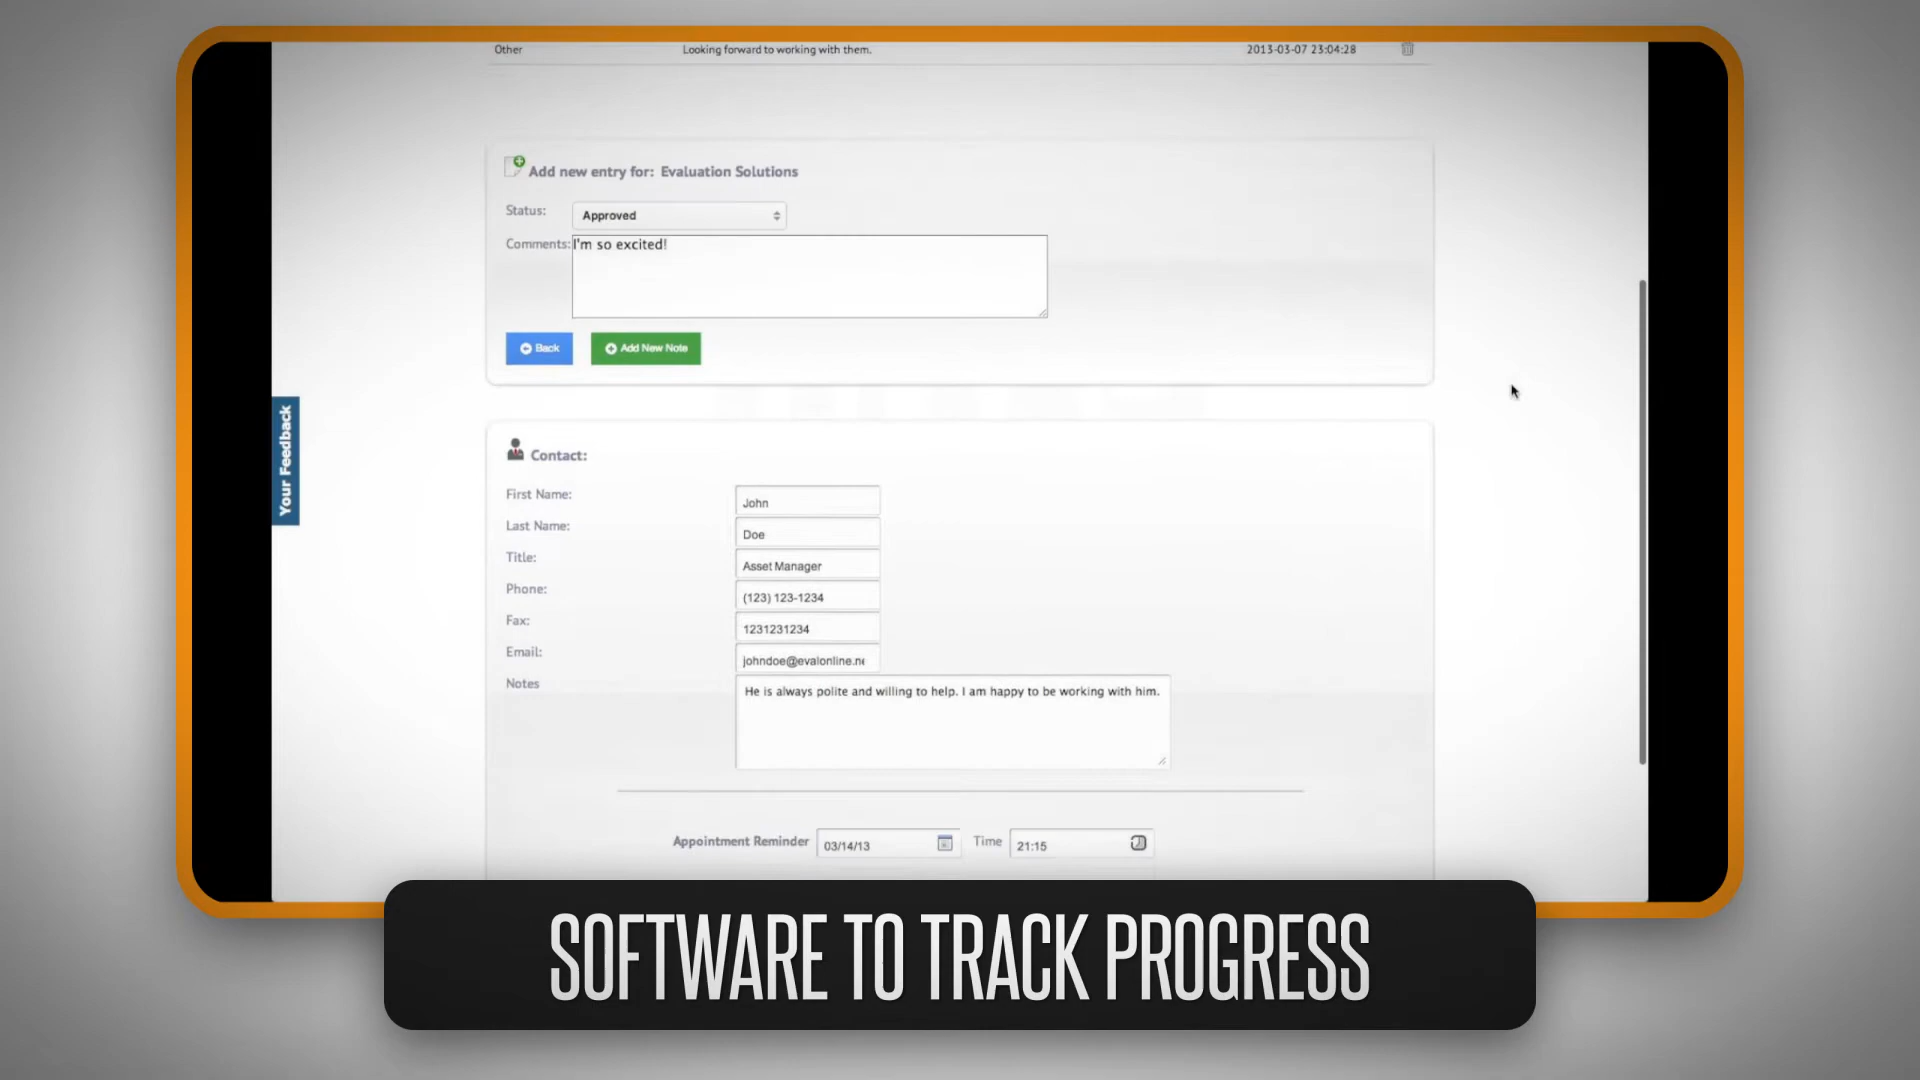 Other Looking forward to working with them. 2013-03-07 23:04:28
Add new entry for: Evaluation Solutions
Status: Approved
Comments: I'm so excited!
Back Add New Note
Your Feedback
Contact:
First Name: John
Last Name: Doe
Title: Asset Manager
Phone: (123) 123-1234
Fax: 1231231234
Email: johndoe@evalonline.ne
Notes He is always polite and willing to help. I am happy to be working with him.
Appointment Reminder 03/14/13 Time 21:15
SOFTWARE TO TRACK PROGRESS